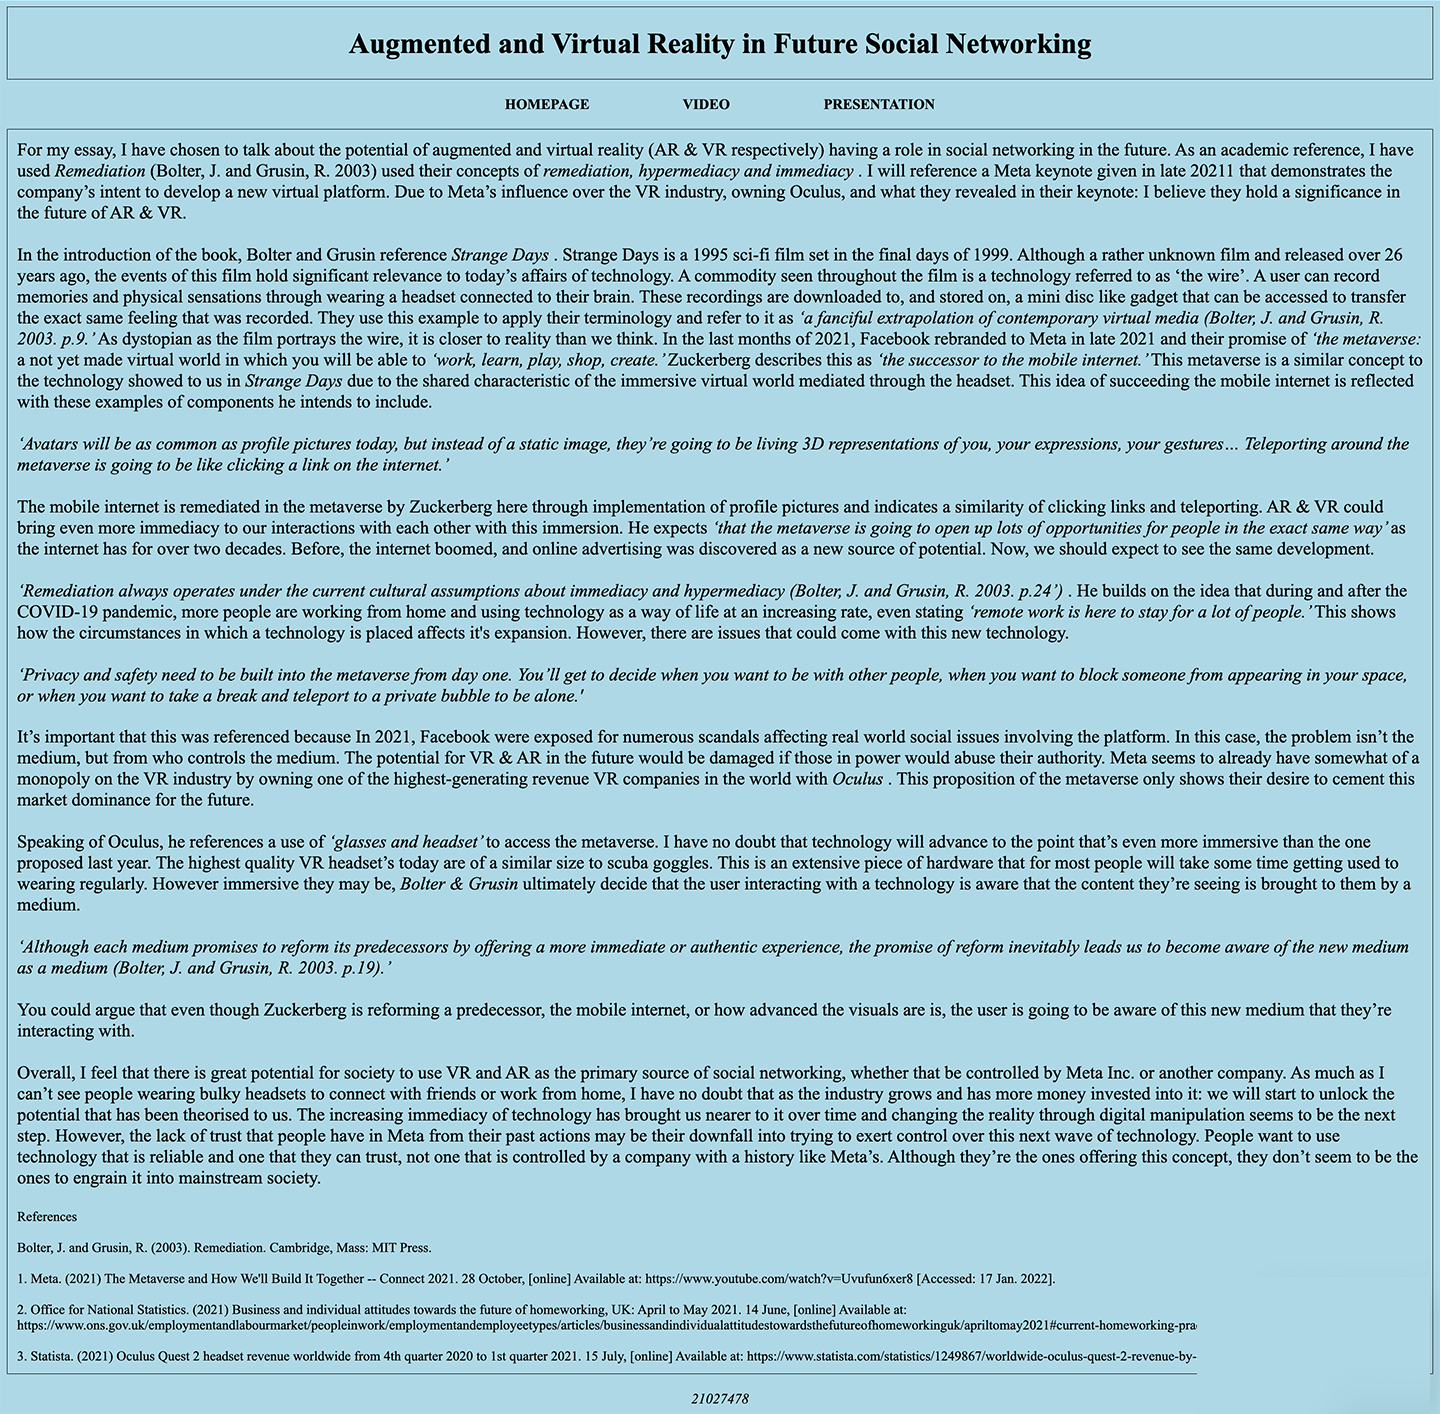 Augmented and Virtual Reality in Future Social Networking
HOMEPAGE VIDEO PRESENTATION
For my essay, I have chosen to talk about the potential of augmented and virtual reality (AR & VR respectively) having a role in social networking in the future. As an academic reference, I have
used Remediation (Bolter, J. and Grusin, R. 2003) used their concepts of remediation, hypermediacy and immediacy . I will reference a Meta keynote given in late 20211 that demonstrates the
company’s intent to develop a new virtual platform. Due to Meta’s influence over the VR industry, owning Oculus, and what they revealed in their keynote: I believe they hold a significance in
the future of AR & VR.
In the introduction of the book, Bolter and Grusin reference Strange Days . Strange Days is a 1995 sci-fi film set in the final days of 1999. Although a rather unknown film and released over 26
years ago, the events of this film hold significant relevance to today’s affairs of technology. A commodity seen throughout the film is a technology referred to as ‘the wire’. A user can record
memories and physical sensations through wearing a headset connected to their brain. These recordings are downloaded to, and stored on, a mini disc like gadget that can be accessed to transfer
the exact same feeling that was recorded. They use this example to apply their terminology and refer to it as ‘a fanciful extrapolation of contemporary virtual media (Bolter, J. and Grusin, R.
2003. p.9.’ As dystopian as the film portrays the wire, it is closer to reality than we think. In the last months of 2021, Facebook rebranded to Meta in late 2021 and their promise of ‘the metaverse:
a not yet made virtual world in which you will be able to ‘work, learn, play, shop, create.’ Zuckerberg describes this as ‘the successor to the mobile internet.’ This metaverse is a similar concept to
the technology showed to us in Strange Days due to the shared characteristic of the immersive virtual world mediated through the headset. This idea of succeeding the mobile internet is reflected
with these examples of components he intends to include.
‘Avatars will be as common as profile pictures today, but instead of a static image, they’re going to be living 3D representations of you, your expressions, your gestures… Teleporting around the
metaverse is going to be like clicking a link on the internet.’
The mobile internet is remediated in the metaverse by Zuckerberg here through implementation of profile pictures and indicates a similarity of clicking links and teleporting. AR & VR could
bring even more immediacy to our interactions with each other with this immersion. He expects ‘that the metaverse is going to open up lots of opportunities for people in the exact same way’ as
the internet has for over two decades. Before, the internet boomed, and online advertising was discovered as a new source of potential. Now, we should expect to see the same development.
‘Remediation always operates under the current cultural assumptions about immediacy and hypermediacy (Bolter, J. and Grusin, R. 2003. p.24’) . He builds on the idea that during and after the
COVID-19 pandemic, more people are working from home and using technology as a way of life at an increasing rate, even stating ‘remote work is here to stay for a lot of people.’ This shows
how the circumstances in which a technology is placed affects it's expansion. However, there are issues that could come with this new technology.
‘Privacy and safety need to be built into the metaverse from day one. You’ll get to decide when you want to be with other people, when you want to block someone from appearing in your space,
or when you want to take a break and teleport to a private bubble to be alone.'
It’s important that this was referenced because In 2021, Facebook were exposed for numerous scandals affecting real world social issues involving the platform. In this case, the problem isn’t the
medium, but from who controls the medium. The potential for VR & AR in the future would be damaged if those in power would abuse their authority. Meta seems to already have somewhat of a
monopoly on the VR industry by owning one of the highest-generating revenue VR companies in the world with Oculus . This proposition of the metaverse only shows their desire to cement this
market dominance for the future.
Speaking of Oculus, he references a use of ‘glasses and headset’ to access the metaverse. I have no doubt that technology will advance to the point that’s even more immersive than the one
proposed last year. The highest quality VR headset’s today are of a similar size to scuba goggles. This is an extensive piece of hardware that for most people will take some time getting used to
wearing regularly. However immersive they may be, Bolter & Grusin ultimately decide that the user interacting with a technology is aware that the content they’re seeing is brought to them by a
medium.
‘Although each medium promises to reform its predecessors by offering a more immediate or authentic experience, the promise of reform inevitably leads us to become aware of the new medium
as a medium (Bolter, J. and Grusin, R. 2003. p.19).’
You could argue that even though Zuckerberg is reforming a predecessor, the mobile internet, or how advanced the visuals are is, the user is going to be aware of this new medium that they’re
interacting with.
Overall, I feel that there is great potential for society to use VR and AR as the primary source of social networking, whether that be controlled by Meta Inc. or another company. As much as I
can’t see people wearing bulky headsets to connect with friends or work from home, I have no doubt that as the industry grows and has more money invested into it: we will start to unlock the
potential that has been theorised to us. The increasing immediacy of technology has brought us nearer to it over time and changing the reality through digital manipulation seems to be the next
step. However, the lack of trust that people have in Meta from their past actions may be their downfall into trying to exert control over this next wave of technology. People want to use
technology that is reliable and one that they can trust, not one that is controlled by a company with a history like Meta’s. Although they’re the ones offering this concept, they don’t seem to be the
ones to engrain it into mainstream society.
References
Bolter, J. and Grusin, R. (2003). Remediation. Cambridge, Mass: MIT Press.
1. Meta. (2021) The Metaverse and How We'll Build It Together -- Connect 2021. 28 October, [online] Available at: https://www.youtube.com/watch?v=Uvufun6xer8 [Accessed: 17 Jan. 2022].
2. Office for National Statistics. (2021) Business and individual attitudes towards the future of homeworking, UK: April to May 2021. 14 June, [online] Available at:
https://www.ons.gov.uk/employmentandlabourmarket/peopleinwork/employmentandemployeetypes/articles/businessandindividualattitudestowardsthefutureofhomeworkinguk/apriltomay2021#current-homeworking-pra
3. Statista. (2021) Oculus Quest 2 headset revenue worldwide from 4th quarter 2020 to 1st quarter 2021. 15 July, [online] Available at: https://www.statista.com/statistics/1249867/worldwide-oculus-quest-2-revenue-by-
21027478